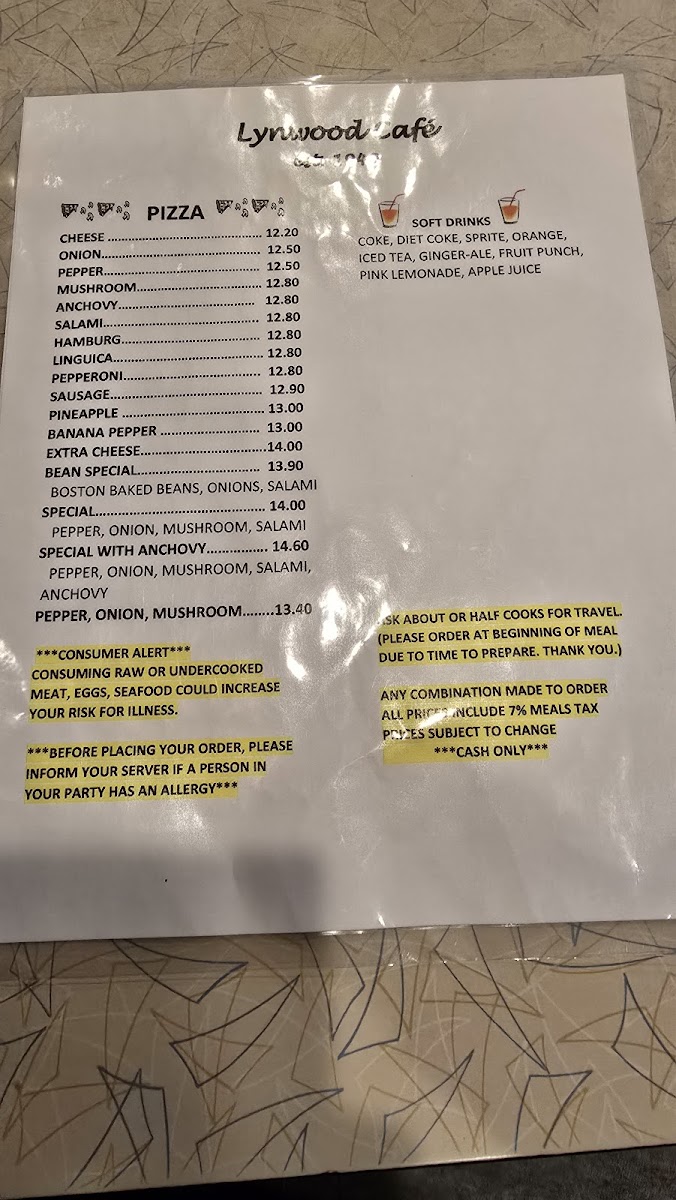 Lynwood Café
PIZZA
CHEESE ........................................ 12.20
ONION........................................ 12.50
PEPPER........................................ 12.50
MUSHROOM................................ 12.80
ANCHOVY................................... 12.80
SALAMI........................................ 12.80
HAMBURG.................................... 12.80
LINGUICA...................................... 12.80
PEPPERONI................................... 12.80
SAUSAGE....................................... 12.90
PINEAPPLE .................................... 13.00
BANANA PEPPER ......................... 13.00
EXTRA CHEESE................................14.00
BEAN SPECIAL............................... 13.90
BOSTON BAKED BEANS, ONIONS, SALAMI
SPECIAL........................................... 14.00
PEPPER, ONION, MUSHROOM, SALAMI
SPECIAL WITH ANCHOVY................ 14.60
PEPPER, ONION, MUSHROOM, SALAMI,
ANCHOVY
PEPPER, ONION, MUSHROOM........13.40
***CONSUMER ALERT***
CONSUMING RAW OR UNDERCOOKED
MEAT, EGGS, SEAFOOD COULD INCREASE
YOUR RISK FOR ILLNESS.
***BEFORE PLACING YOUR ORDER, PLEASE
INFORM YOUR SERVER IF A PERSON IN
YOUR PARTY HAS AN ALLERGY***
SOFT DRINKS
COKE, DIET COKE, SPRITE, ORANGE,
ICED TEA, GINGER-ALE, FRUIT PUNCH,
PINK LEMONADE, APPLE JUICE
ASK ABOUT OR HALF COOKS FOR TRAVEL.
(PLEASE ORDER AT BEGINNING OF MEAL
DUE TO TIME TO PREPARE. THANK YOU.)
ANY COMBINATION MADE TO ORDER
ALL PRICES INCLUDE 7% MEALS TAX
PRICES SUBJECT TO CHANGE
***CASH ONLY***